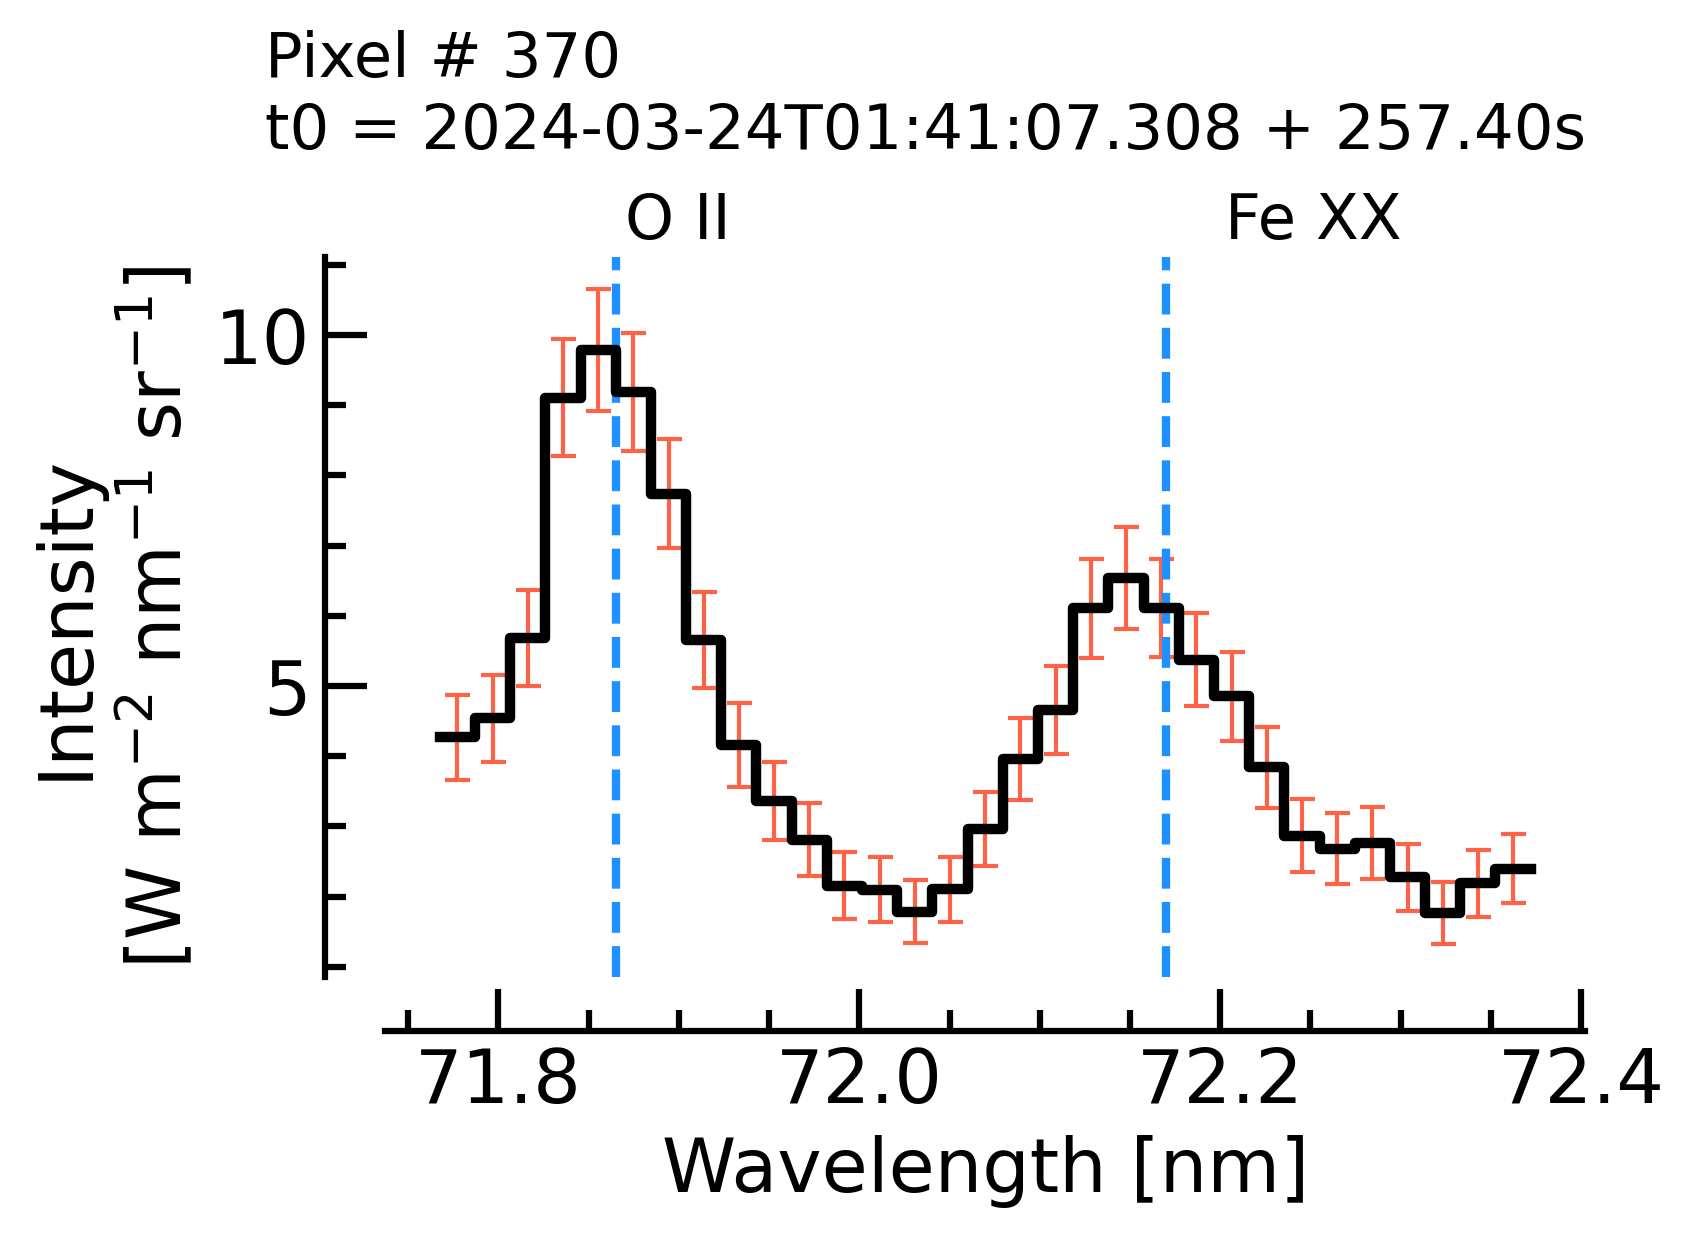 Pixel # 370
t0 = 2024-03-24T01:41:07.308 + 257.40s
O II
Fe XX
Intensity
[W m⁻² nm⁻¹ sr⁻¹]
10
5
71.8
72.0
72.2
72.4
Wavelength [nm]